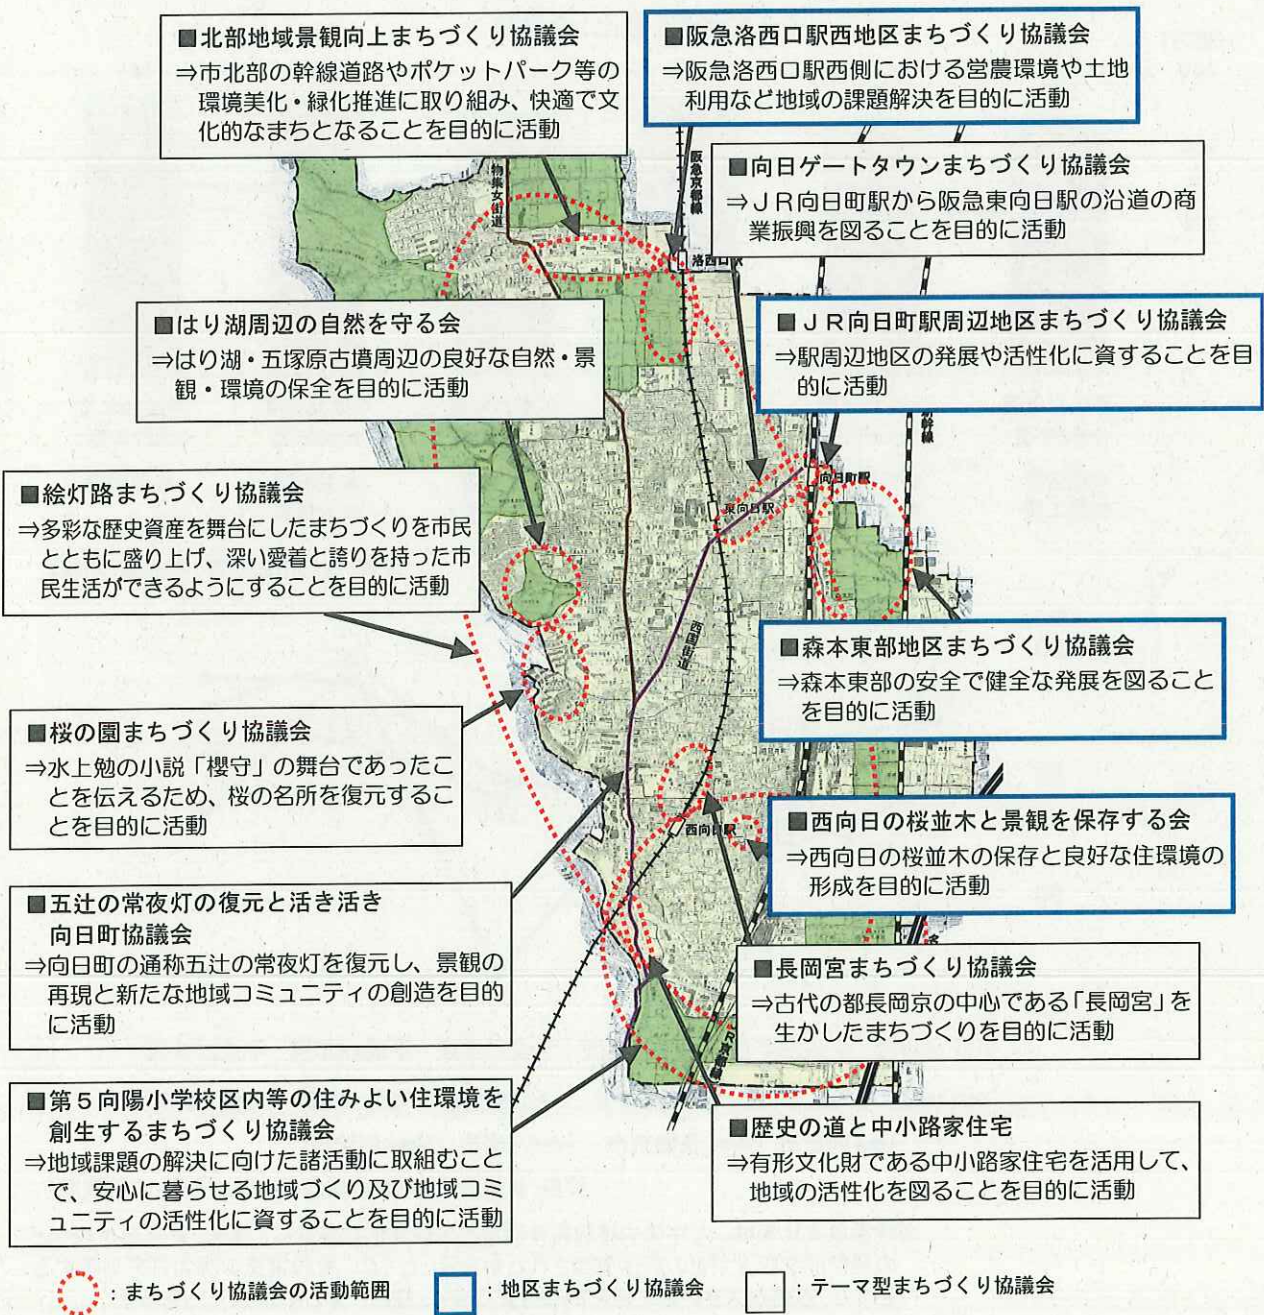 ■北部地域景観向上まちづくり協議会
⇒市北部の幹線道路やポケットパーク等の
環境美化・緑化推進に取り組み、快適で文
化的なまちとなることを目的に活動
■阪急洛西口駅西地区まちづくり協議会
⇒阪急洛西口駅西側における営農環境や土地
利用など地域の課題解決を目的に活動
■向日ゲートタウンまちづくり協議会
⇒JR向日町駅から阪急東向日駅の沿道の商
業振興を図ることを目的に活動
物集女街道
阪急京都線
■はり湖周辺の自然を守る会
⇒はり湖・五塚原古墳周辺の良好な自然・景
観・環境の保全を目的に活動
■JR向日町駅周辺地区まちづくり協議会
⇒駅周辺地区の発展や活性化に資することを目
的に活動
幹線
■絵灯路まちづくり協議会
⇒多彩な歴史資産を舞台にしたまちづくりを市民
とともに盛り上げ、深い愛着と誇りを持った市
民生活ができるようにすることを目的に活動
向日町駅
東向日駅
西国街道
■森本東部地区まちづくり協議会
⇒森本東部の安全で健全な発展を図ること
を目的に活動
■桜の園まちづくり協議会
⇒水上勉の小説「櫻守」の舞台であったこ
とを伝えるため、桜の名所を復元するこ
とを目的に活動
西向日駅
■西向日の桜並木と景観を保存する会
⇒西向日の桜並木の保存と良好な住環境の
形成を目的に活動
■五辻の常夜灯の復元と活き活き
向日町協議会
⇒向日町の通称五辻の常夜灯を復元し、景観の
再現と新たな地域コミュニティの創造を目的
に活動
■長岡宮まちづくり協議会
⇒古代の都長岡京の中心である「長岡宮」を
生かしたまちづくりを目的に活動
JR京都線
■第5向陽小学校区内等の住みよい住環境を
創生するまちづくり協議会
⇒地域課題の解決に向けた諸活動に取組むこと
で、安心に暮らせる地域づくり及び地域コミ
ュニティの活性化に資することを目的に活動
■歴史の道と中小路家住宅
⇒有形文化財である中小路家住宅を活用して、
地域の活性化を図ることを目的に活動
：まちづくり協議会の活動範囲
：地区まちづくり協議会
：テーマ型まちづくり協議会